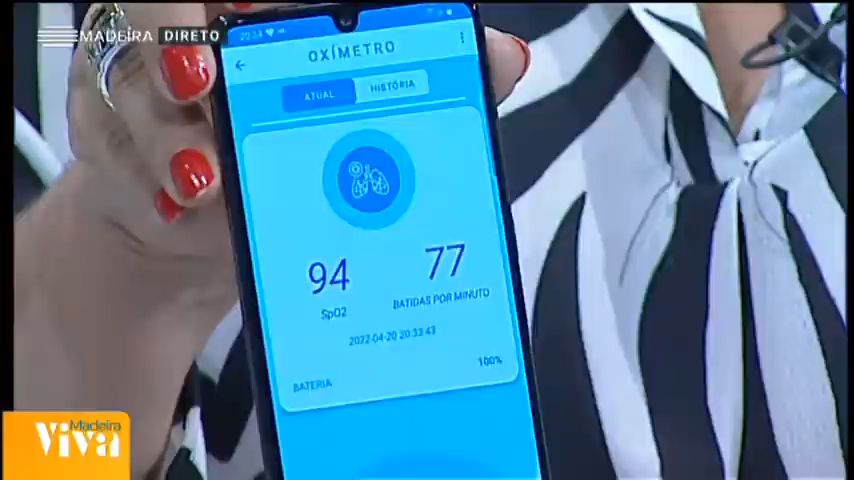 MADEIRA DIRETO
20:34
OXÍMETRO
ATUAL HISTÓRIA
94 77
SpO2 BATIDAS POR MINUTO
2022-04-20 20:33:43
BATERIA 100%
Madeira
Viva